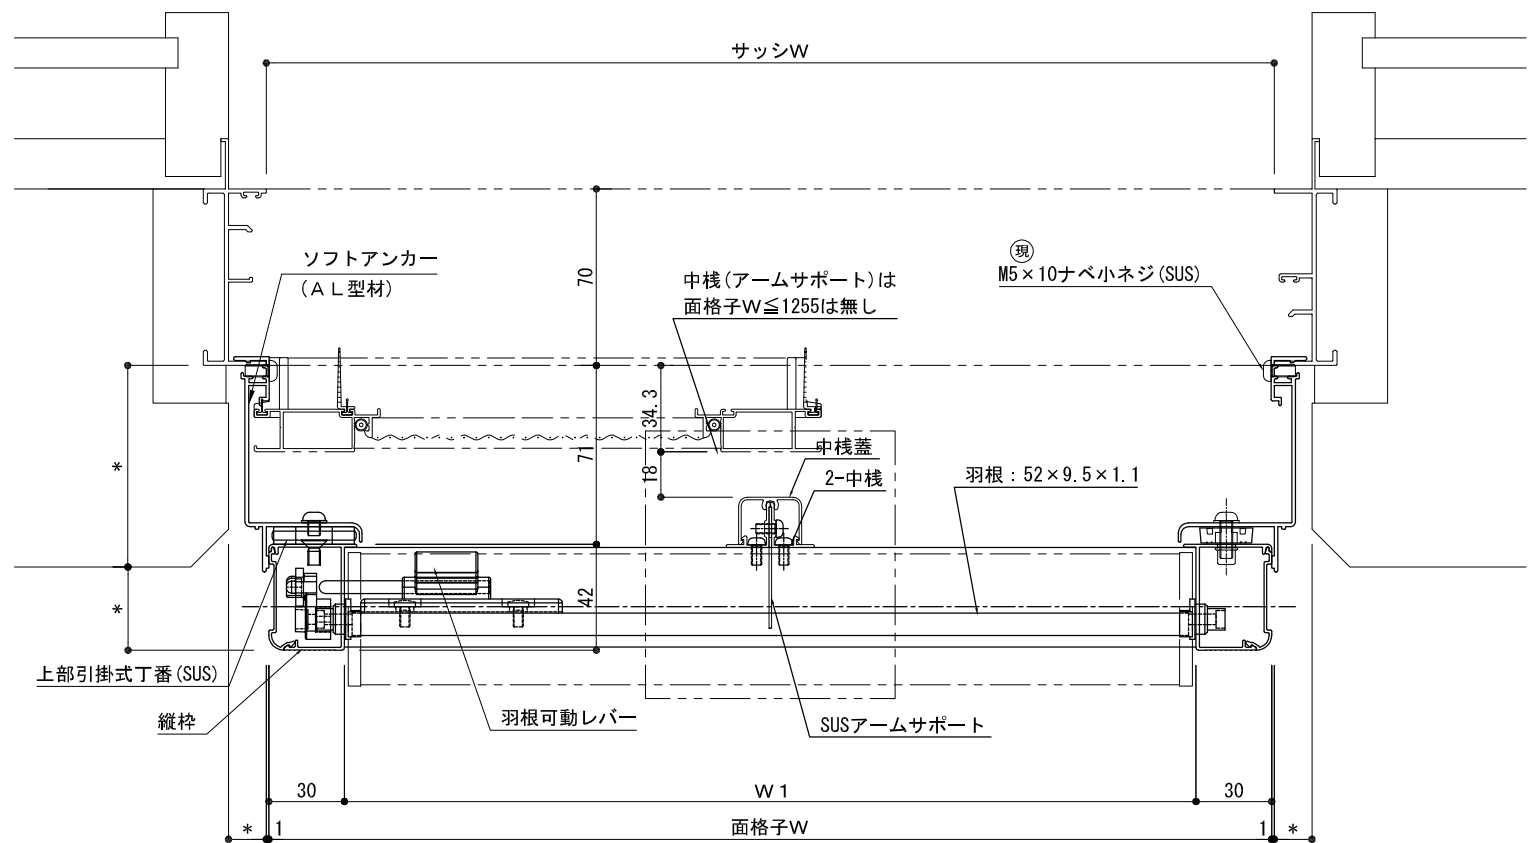 サッシW
ソフトアンカー
(AL型材)
70
中桟(アームサポート)は
面格子W≦1255は無し
現
M5×10ナベ小ネジ(SUS)
34.3
71
18
*
中桟蓋
2-中桟
羽根:52×9.5×1.1
42
*
上部引掛式丁番(SUS)
縦枠
羽根可動レバー
SUSアームサポート
30
W1
30
*
1
面格子W
1
*